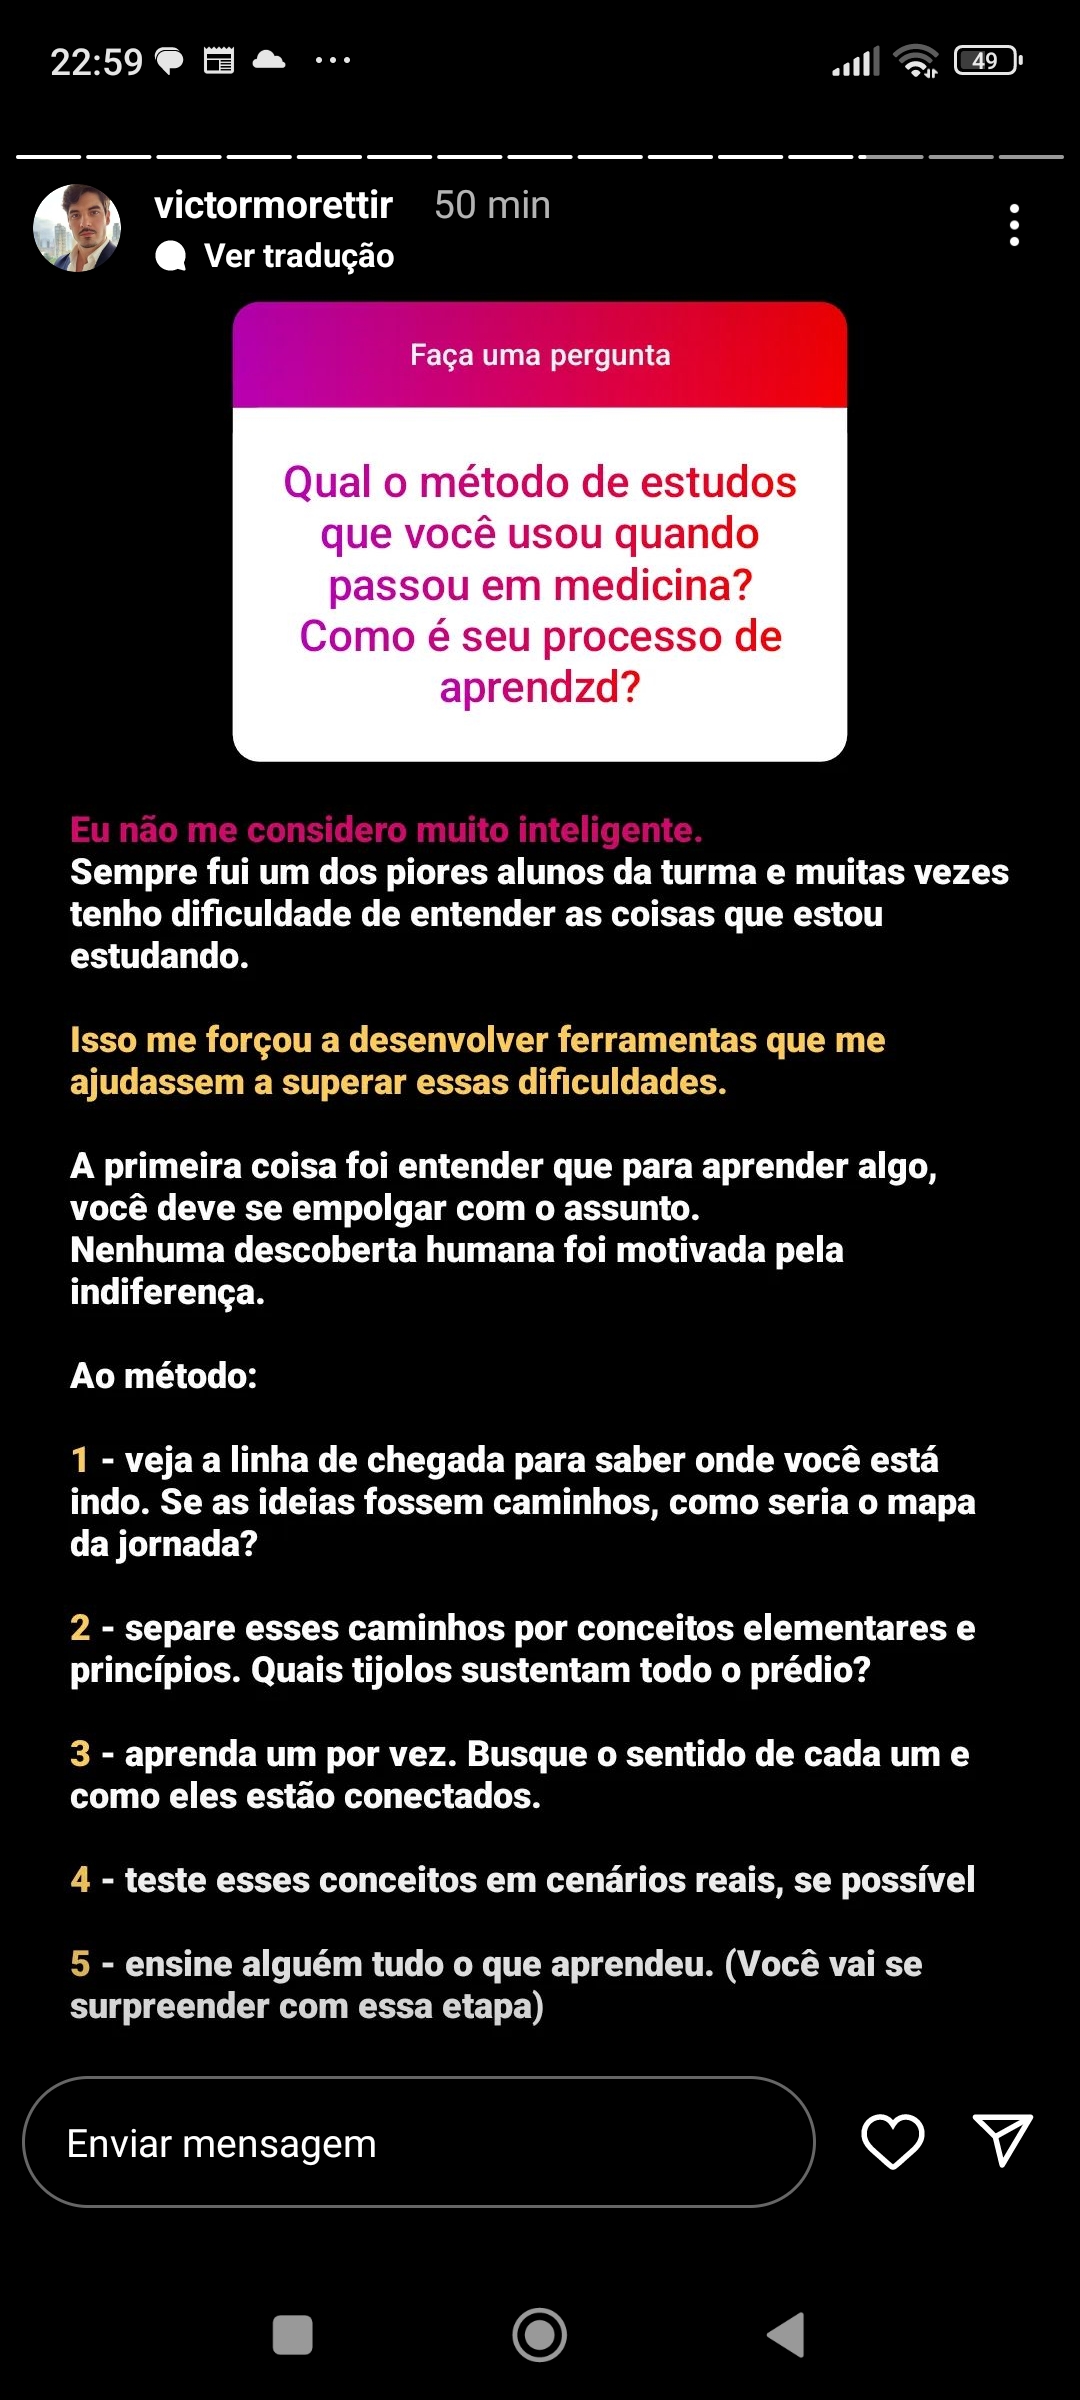 22:59
49
victormorettir 50 min
Ver tradução
Faça uma pergunta
Qual o método de estudos
que você usou quando
passou em medicina?
Como é seu processo de
aprendzd?
Eu não me considero muito inteligente.
Sempre fui um dos piores alunos da turma e muitas vezes
tenho dificuldade de entender as coisas que estou
estudando.
Isso me forçou a desenvolver ferramentas que me
ajudassem a superar essas dificuldades.
A primeira coisa foi entender que para aprender algo,
você deve se empolgar com o assunto.
Nenhuma descoberta humana foi motivada pela
indiferença.
Ao método:
1 - veja a linha de chegada para saber onde você está
indo. Se as ideias fossem caminhos, como seria o mapa
da jornada?
2 - separe esses caminhos por conceitos elementares e
princípios. Quais tijolos sustentam todo o prédio?
3 - aprenda um por vez. Busque o sentido de cada um e
como eles estão conectados.
4 - teste esses conceitos em cenários reais, se possível
5 - ensine alguém tudo o que aprendeu. (Você vai se
surpreender com essa etapa)
Enviar mensagem